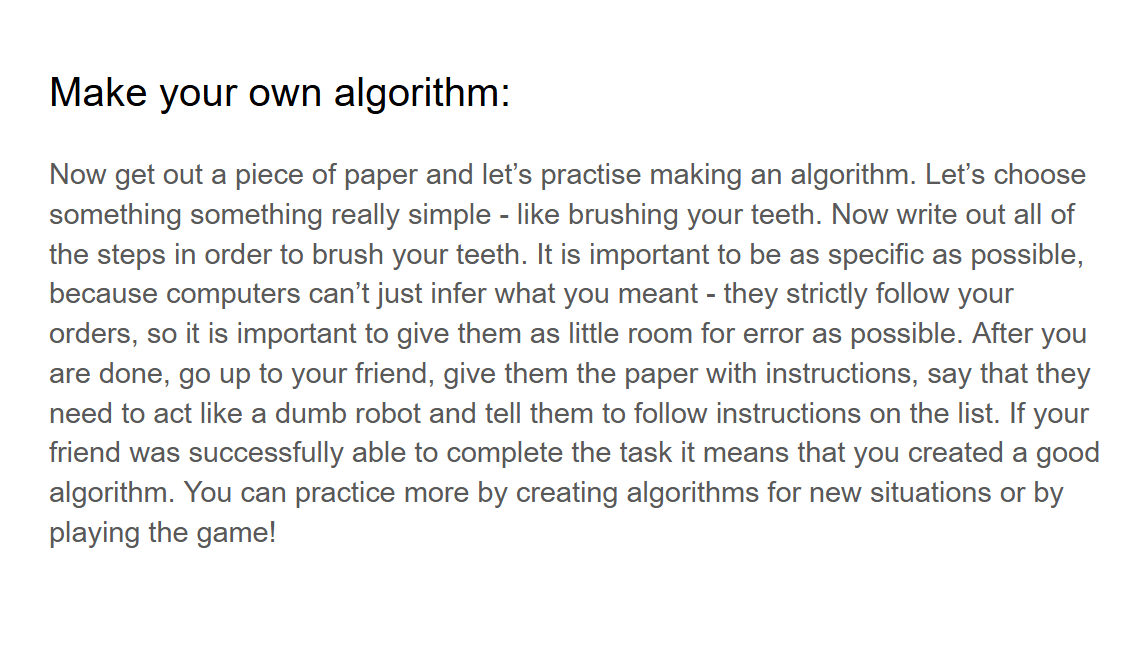 Make your own algorithm:
Now get out a piece of paper and let’s practise making an algorithm. Let’s choose
something something really simple - like brushing your teeth. Now write out all of
the steps in order to brush your teeth. It is important to be as specific as possible,
because computers can’t just infer what you meant - they strictly follow your
orders, so it is important to give them as little room for error as possible. After you
are done, go up to your friend, give them the paper with instructions, say that they
need to act like a dumb robot and tell them to follow instructions on the list. If your
friend was successfully able to complete the task it means that you created a good
algorithm. You can practice more by creating algorithms for new situations or by
playing the game!